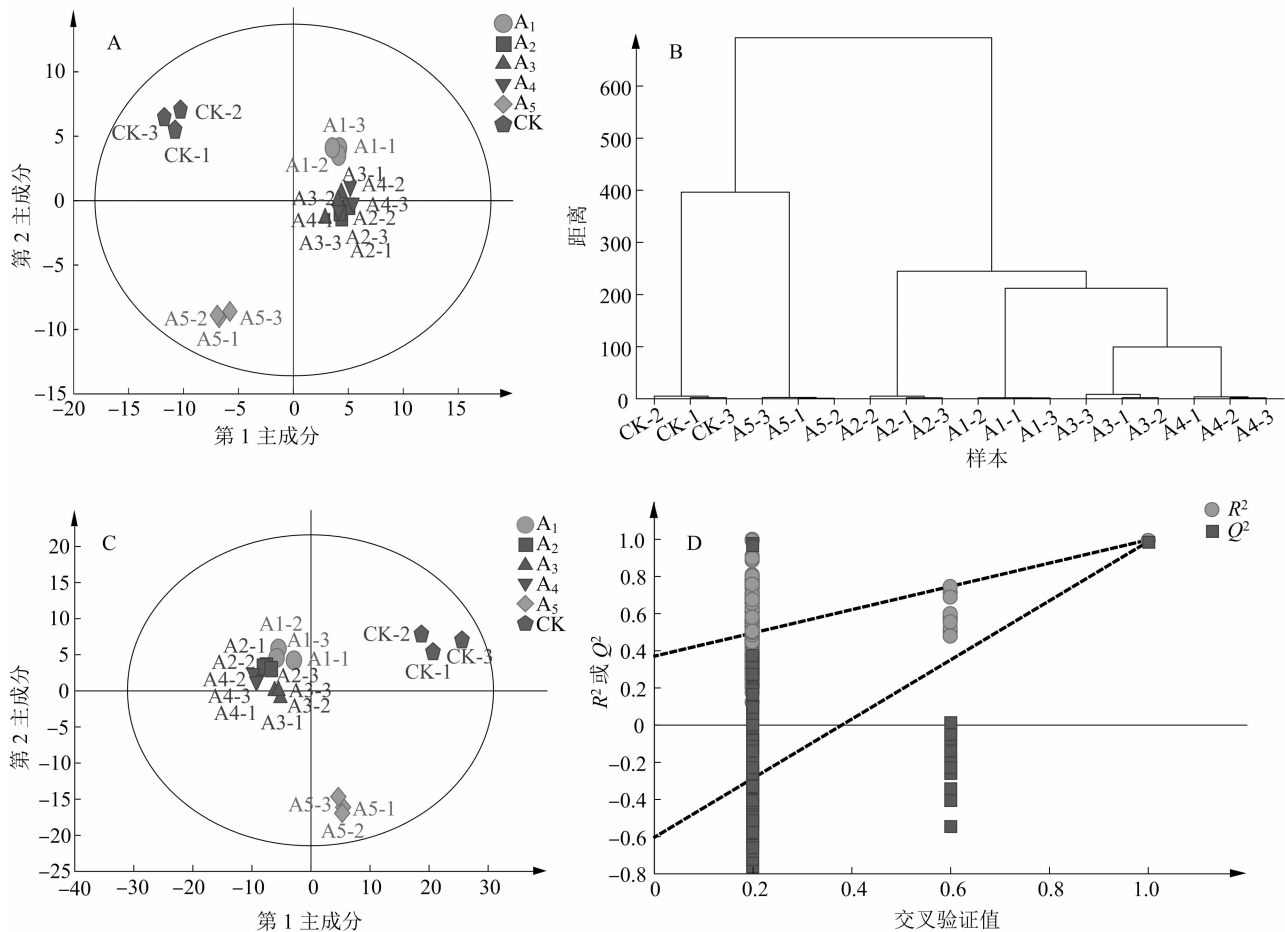 A
A₁
A₂
A₃
A₄
A₅
CK
10
5
0
−5
−10
−15
第 2 主成分
CK-2
CK-3
CK-1
A1-3
A1-1
A1-2
A3-1
A4-2
A3-2
A4-3
A4-1
A2-2
A3-3
A2-3
A2-1
A5-2
A5-3
A5-1
−20
−15
−10
−5
0
5
10
15
第 1 主成分
B
600
500
400
300
200
100
0
距离
CK-2
CK-1
CK-3
A5-3
A5-1
A5-2
A2-2
A2-1
A2-3
A1-2
A1-1
A1-3
A3-3
A3-1
A3-2
A4-1
A4-2
A4-3
样本
C
A₁
A₂
A₃
A₄
A₅
CK
20
15
10
5
0
−5
−10
−15
−20
−25
第 2 主成分
A1-2
A2-1
A1-3
A1-1
A2-2
A2-3
A4-2
A3-3
A4-3
A3-2
A4-1
A3-1
CK-2
CK-3
CK-1
A5-3
A5-1
A5-2
−40
−30
−20
−10
0
10
20
30
第 1 主成分
D
R²
Q²
1.0
0.8
0.6
0.4
0.2
0
−0.2
−0.4
−0.6
−0.8
R² 或 Q²
0
0.2
0.4
0.6
0.8
1.0
交叉验证值